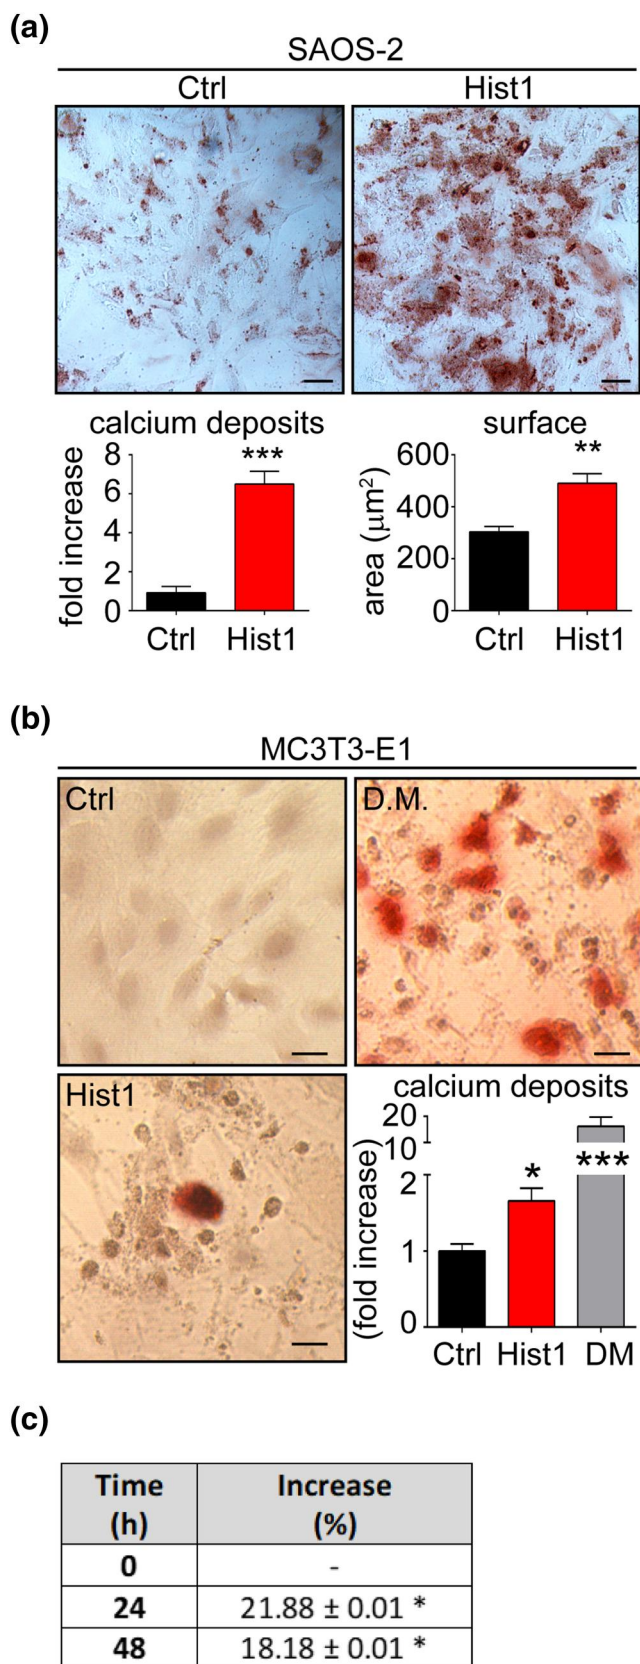 (a)
SAOS-2
Ctrl Hist1
calcium deposits
fold increase
8
6
4
2
0
***
Ctrl Hist1
surface
area (μm²)
600
400
200
0
**
Ctrl Hist1
(b)
MC3T3-E1
Ctrl
D.M.
Hist1
calcium deposits
(fold increase)
20
10
2
1
0
*
***
Ctrl Hist1 DM
(c)
Time Increase
(h) (%)
0 -
24 21.88 ± 0.01 *
48 18.18 ± 0.01 *